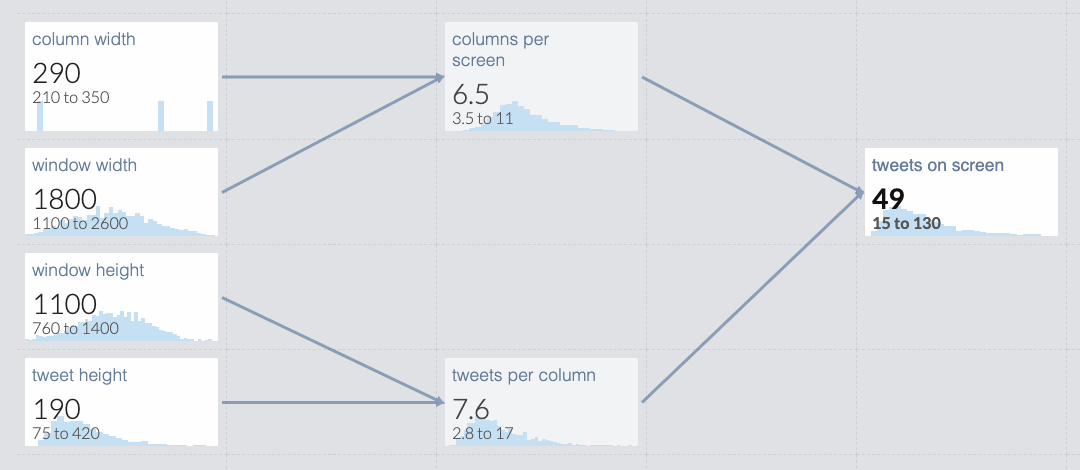 column width
290
210 to 350
columns per
screen
6.5
3.5 to 11
window width
1800
1100 to 2600
tweets on screen
49
15 to 130
window height
1100
760 to 1400
tweet height
190
75 to 420
tweets per column
7.6
2.8 to 17